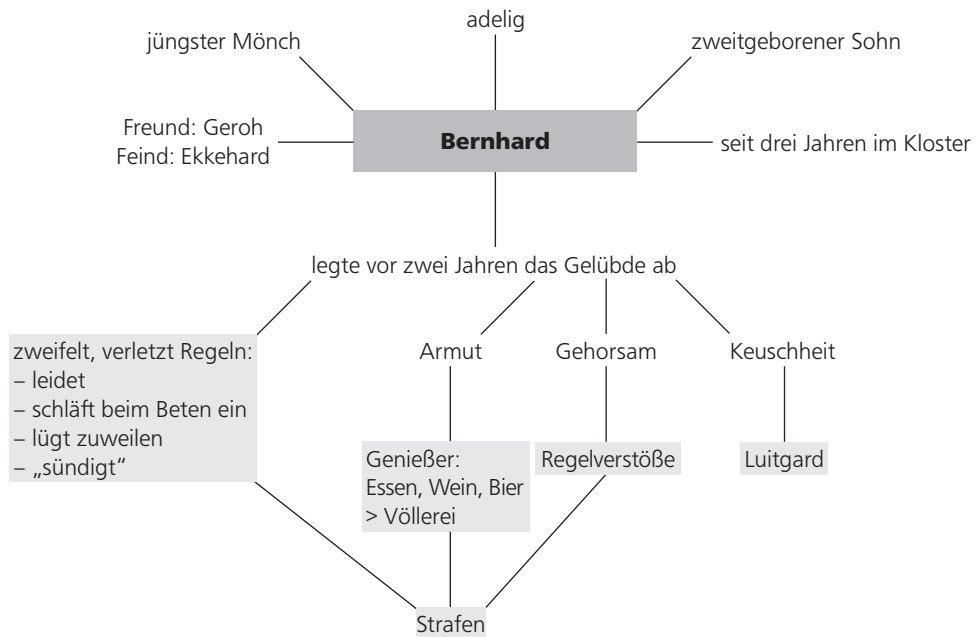 adelig
jüngster Mönch
zweitgeborener Sohn
Freund: Geroh
Feind: Ekkehard
Bernhard
seit drei Jahren im Kloster
legte vor zwei Jahren das Gelübde ab
zweifelt, verletzt Regeln:
– leidet
– schläft beim Beten ein
– lügt zuweilen
– „sündigt“
Armut
Gehorsam
Keuschheit
Genießer:
Essen, Wein, Bier
> Völlerei
Regelverstöße
Luitgard
Strafen